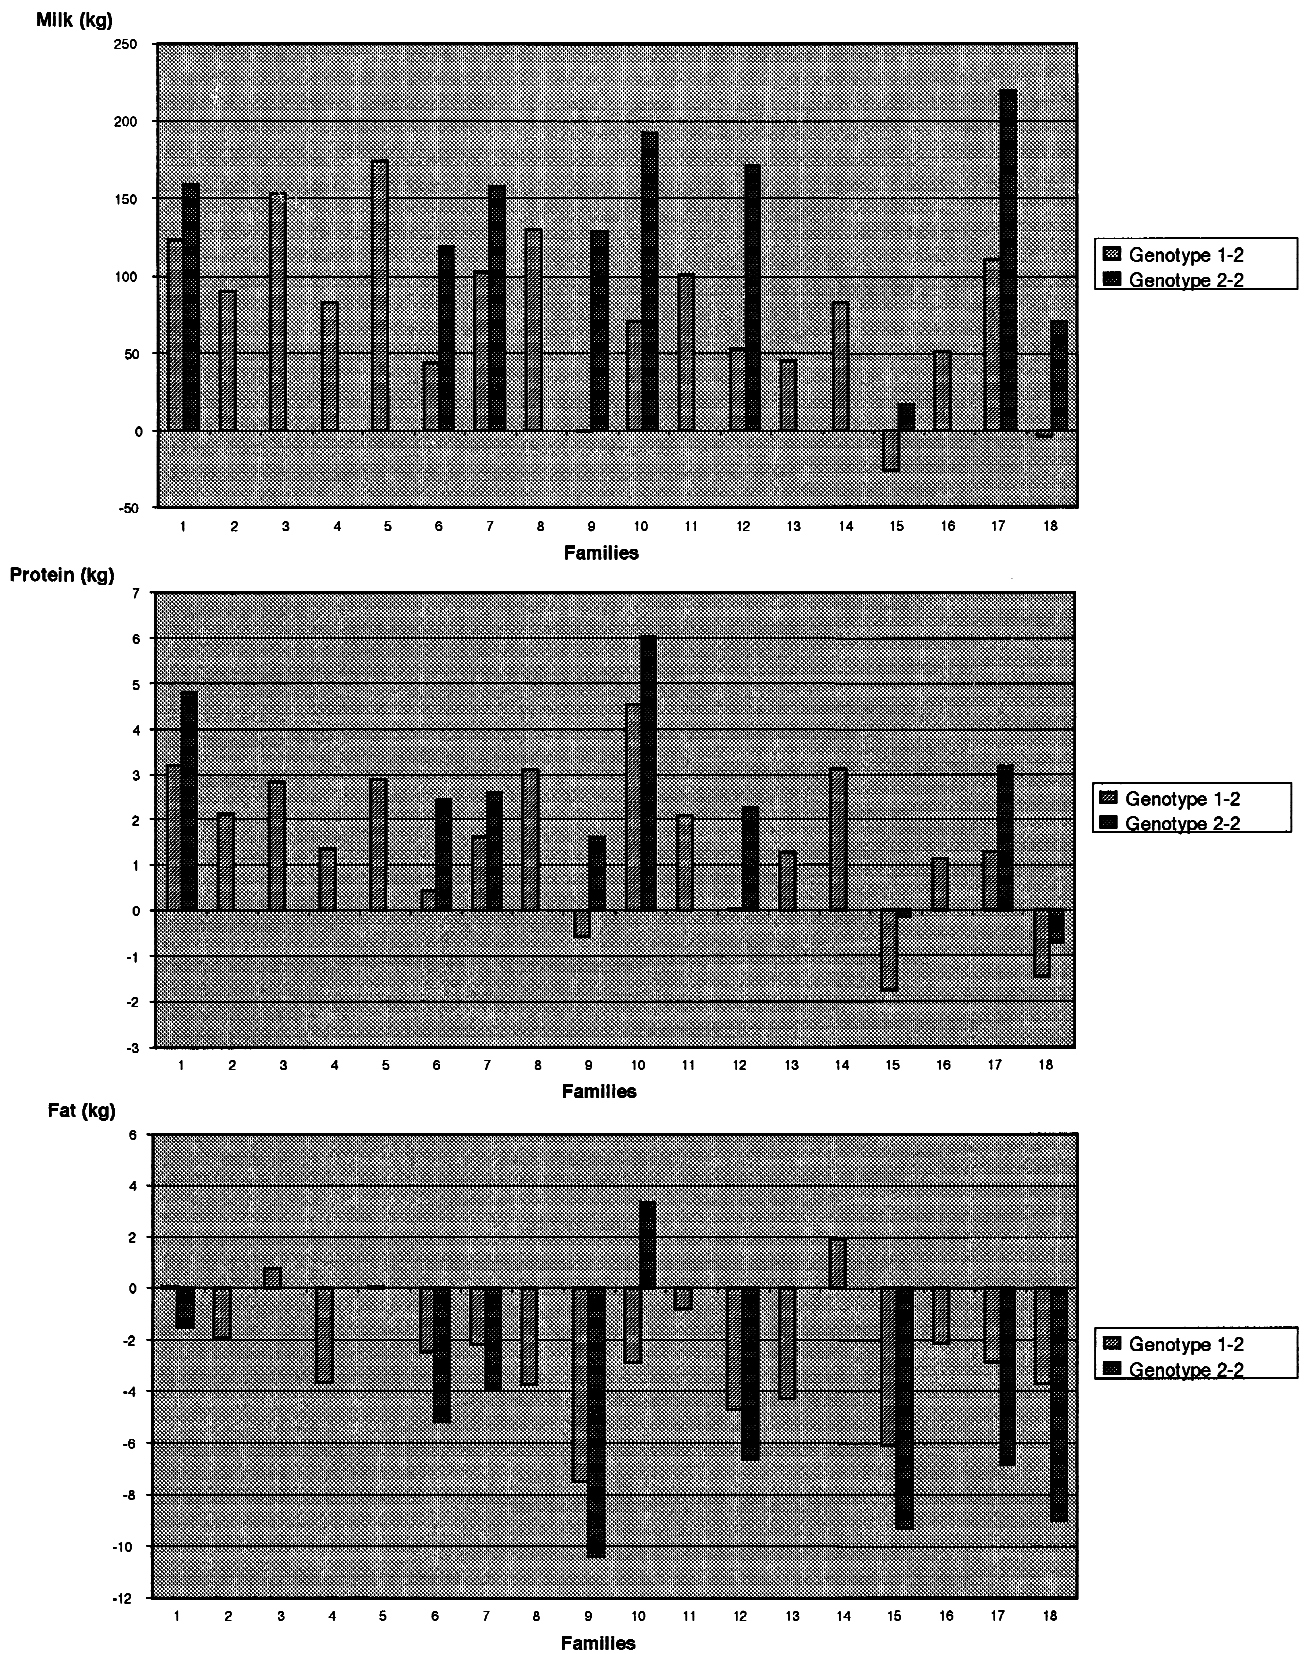 Milk (kg)
250
200
150
100
50
0
-50
1 2 3 4 5 6 7 8 9 10 11 12 13 14 15 16 17 18
Families
Genotype 1-2
Genotype 2-2
Protein (kg)
7
6
5
4
3
2
1
0
-1
-2
-3
1 2 3 4 5 6 7 8 9 10 11 12 13 14 15 16 17 18
Families
Genotype 1-2
Genotype 2-2
Fat (kg)
6
4
2
0
-2
-4
-6
-8
-10
-12
1 2 3 4 5 6 7 8 9 10 11 12 13 14 15 16 17 18
Families
Genotype 1-2
Genotype 2-2